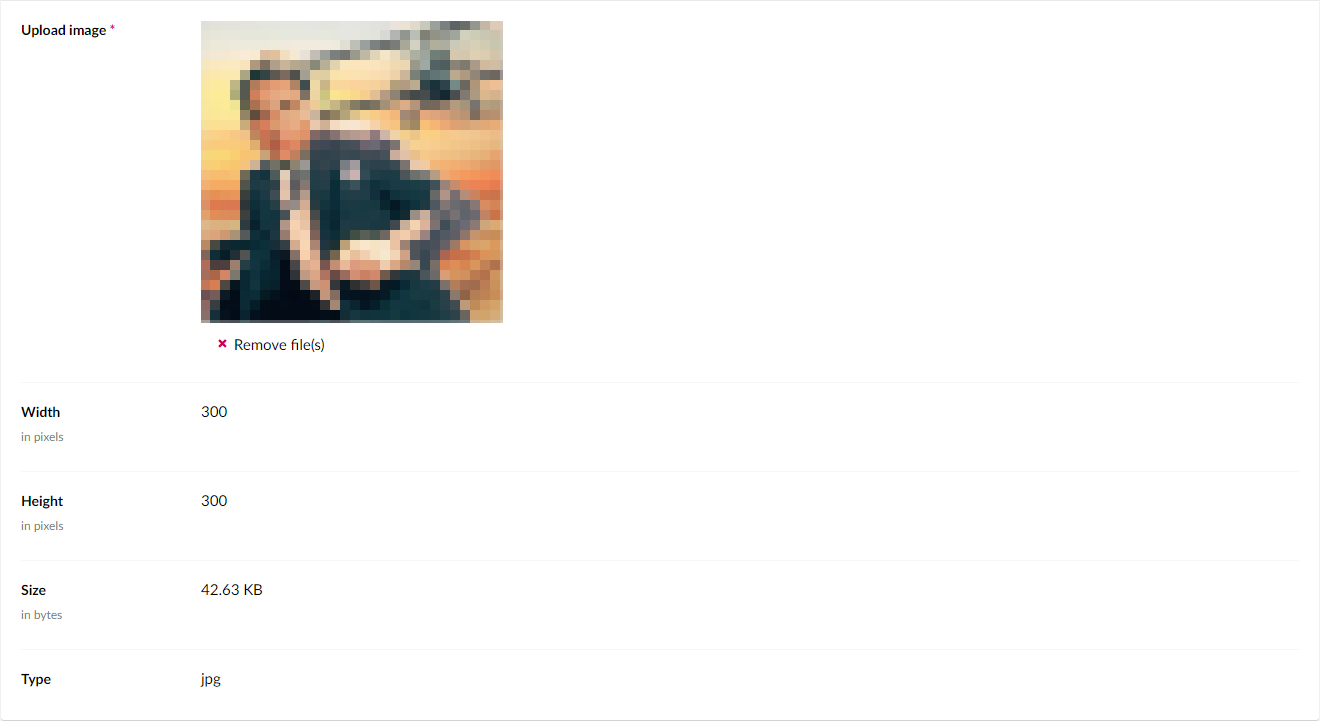 Upload image *
Remove file(s)
Width 300
in pixels
Height 300
in pixels
Size 42.63 KB
in bytes
Type jpg